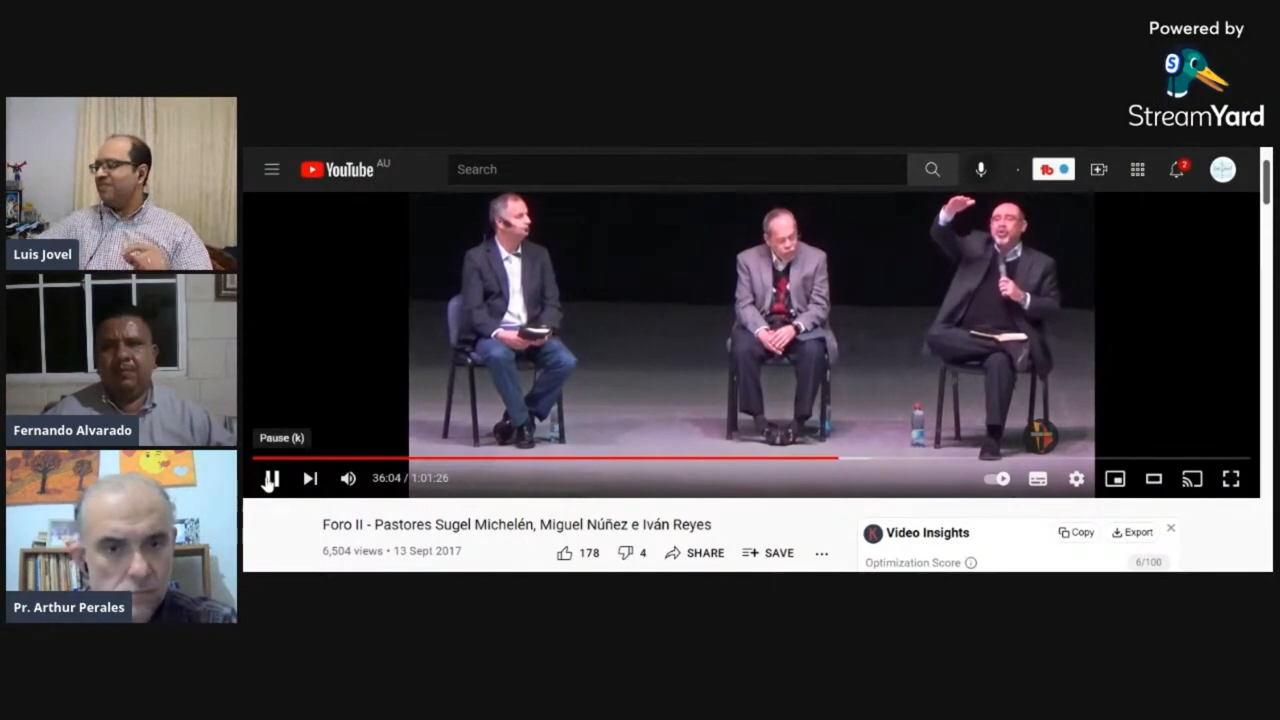 Powered by
StreamYard
Luis Jovel
Fernando Alvarado
Pr. Arthur Perales
YouTube AU
Search
2
Pause (k)
36:04 / 1:01:26
Foro II - Pastores Sugel Michelén, Miguel Núñez e Iván Reyes
6,504 views • 13 Sept 2017
178
4
SHARE
SAVE
Video Insights
Copy
Export
Optimization Score
6/100